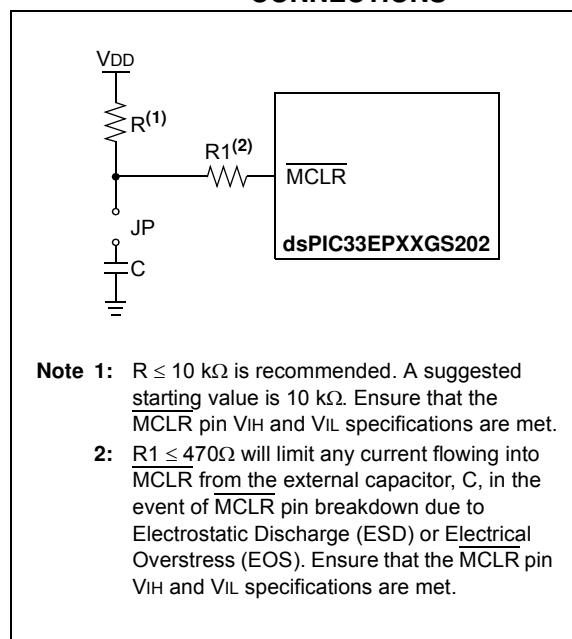 CONNECTIONS
VDD
R(1)
R1(2)
MCLR
JP
dsPIC33EPXXGS202
C
Note 1: R ≤ 10 kΩ is recommended. A suggested
starting value is 10 kΩ. Ensure that the
MCLR pin VIH and VIL specifications are met.
2: R1 ≤ 470Ω will limit any current flowing into
MCLR from the external capacitor, C, in the
event of MCLR pin breakdown due to
Electrostatic Discharge (ESD) or Electrical
Overstress (EOS). Ensure that the MCLR pin
VIH and VIL specifications are met.